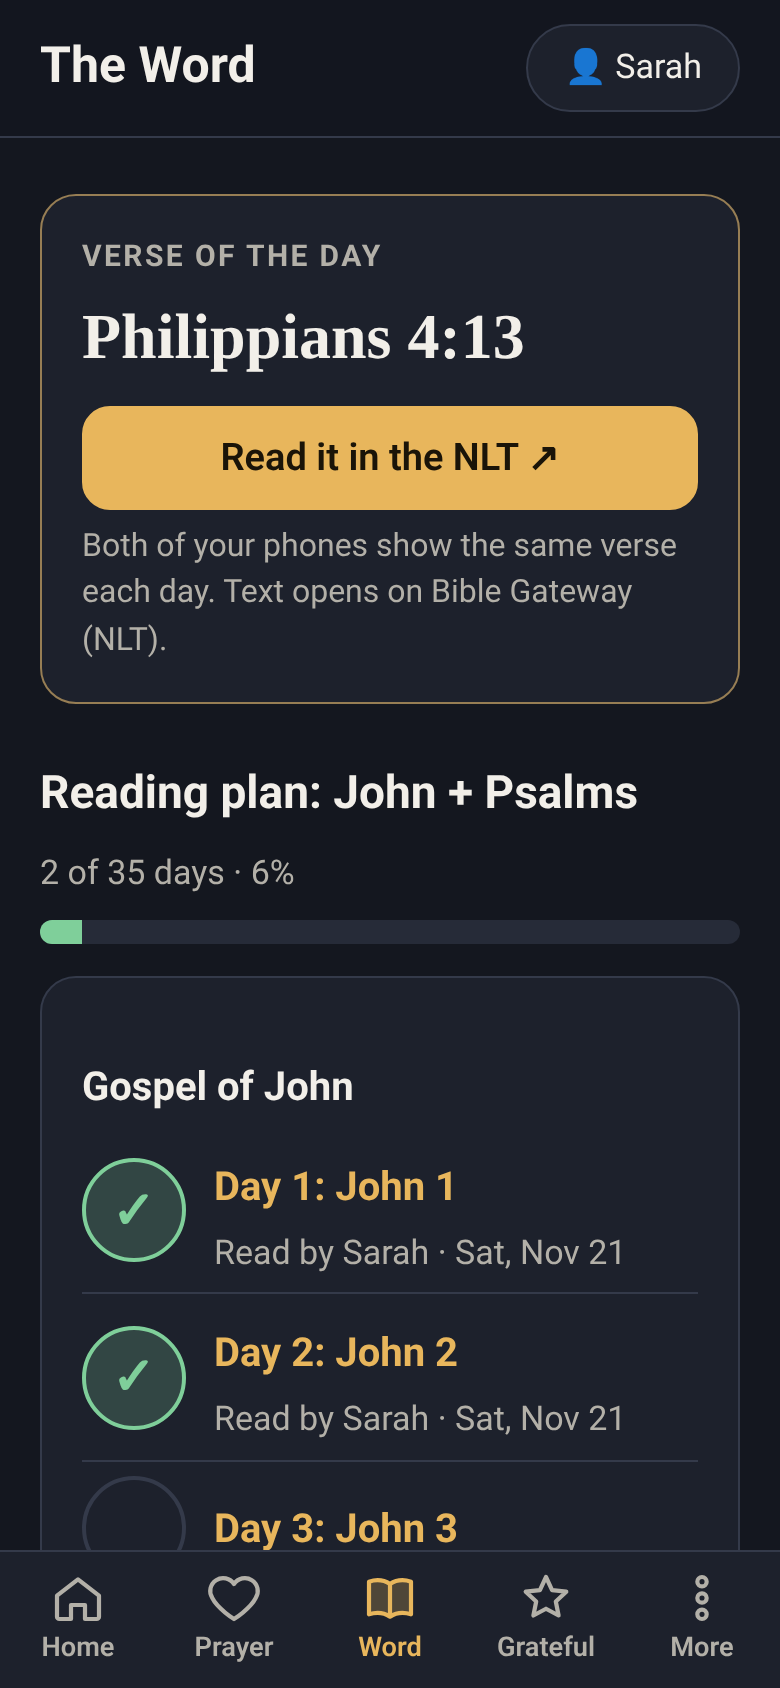 The Word
Sarah
VERSE OF THE DAY
Philippians 4:13
Read it in the NLT ↗
Both of your phones show the same verse
each day. Text opens on Bible Gateway
(NLT).
Reading plan: John + Psalms
2 of 35 days · 6%
Gospel of John
✓
Day 1: John 1
Read by Sarah · Sat, Nov 21
✓
Day 2: John 2
Read by Sarah · Sat, Nov 21
Day 3: John 3
Home
Prayer
Word
Grateful
More